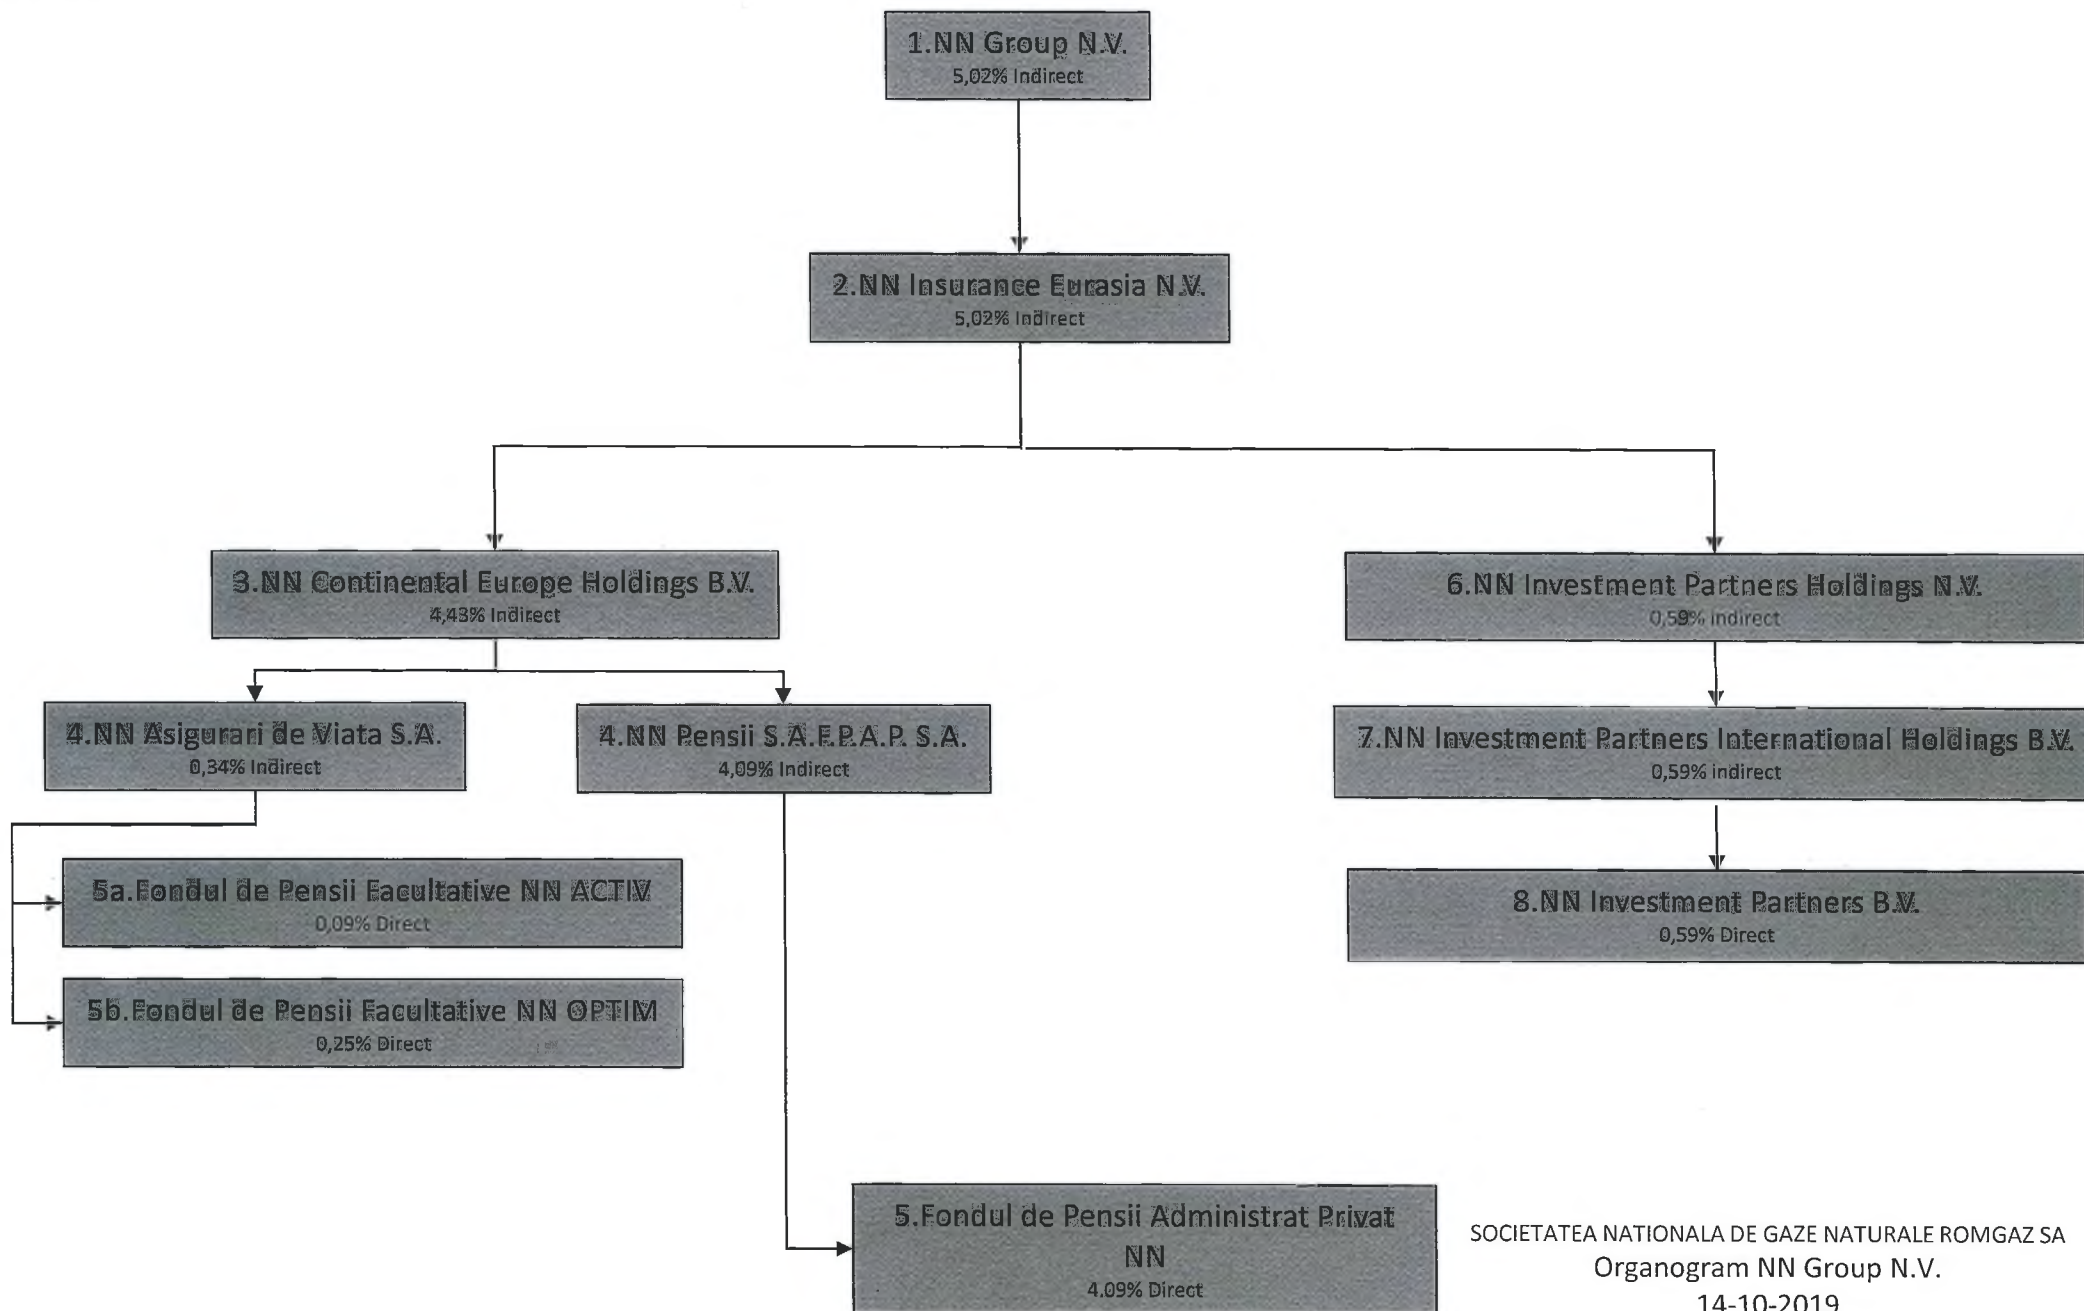 1.NN Group N.V.
5,02% Indirect
2.NN Insurance Eurasia N.V.
5,02% Indirect
3.NN Continental Europe Holdings B.V.
4,43% Indirect
6.NN Investment Partners Holdings N.V.
0,59% indirect
4.NN Asigurari de Viata S.A.
0,34% Indirect
4.NN Pensii S.A.F.P.A.P. S.A.
4,09% Indirect
7.NN Investment Partners International Holdings B.V.
0,59% indirect
5a.Fondul de Pensii Facultative NN ACTIV
0,09% Direct
8.NN Investment Partners B.V.
0,59% Direct
5b.Fondul de Pensii Facultative NN OPTIM
0,25% Direct
5.Fondul de Pensii Administrat Privat
NN
4.09% Direct
SOCIETATEA NATIONALA DE GAZE NATURALE ROMGAZ SA
Organogram NN Group N.V.
14-10-2019